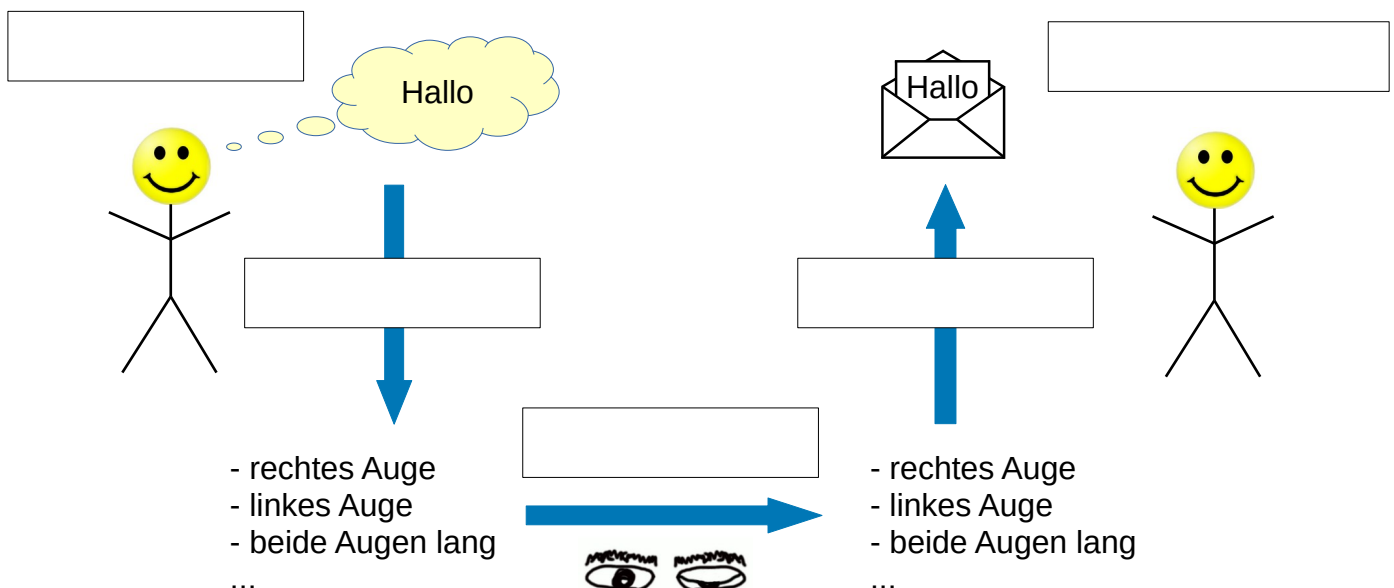 Hallo
Hallo
- rechtes Auge
- linkes Auge
- beide Augen lang
...
- rechtes Auge
- linkes Auge
- beide Augen lang
...